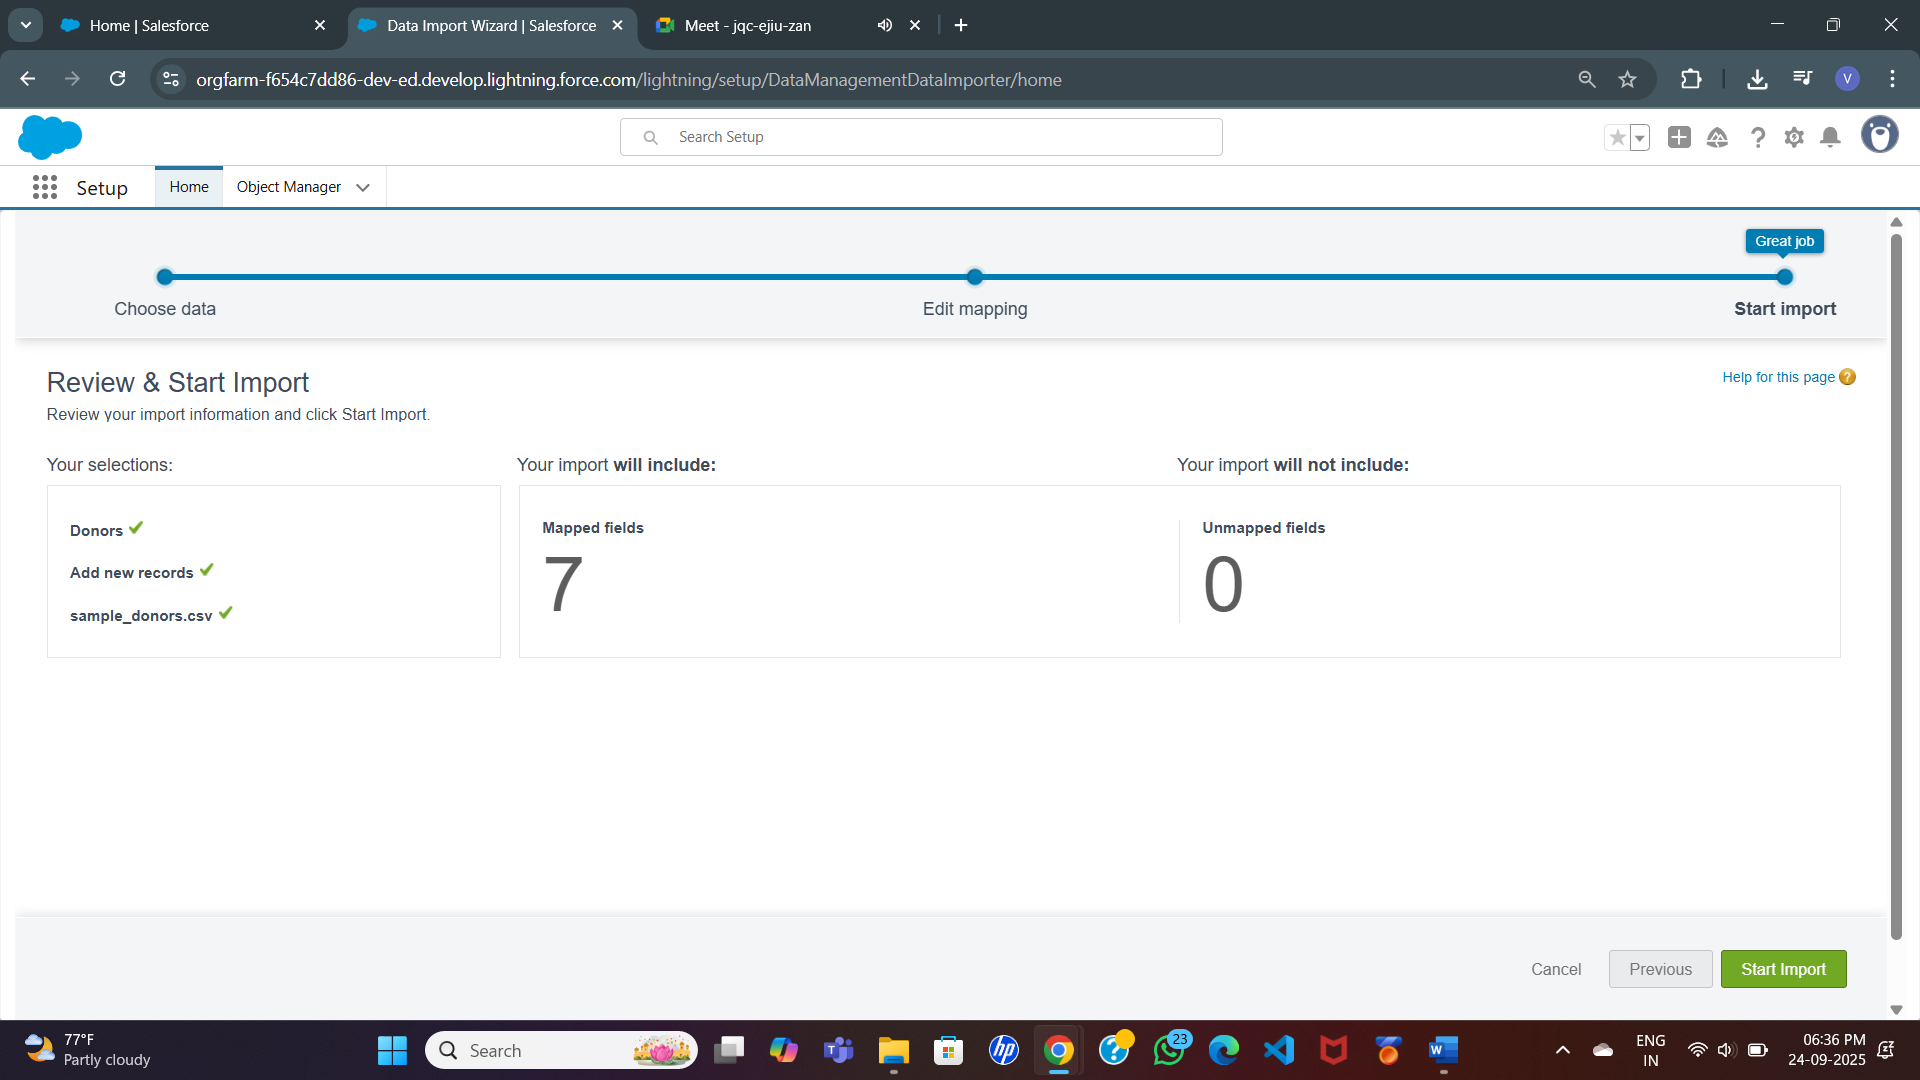 Home | Salesforce
Data Import Wizard | Salesforce
Meet - jqc-ejiu-zan
orgfarm-f654c7dd86-dev-ed.develop.lightning.force.com/lightning/setup/DataManagementDataImporter/home
V
Search Setup
Setup
Home
Object Manager
Great job
Choose data
Edit mapping
Start import
Review & Start Import
Help for this page
Review your import information and click Start Import.
Your selections:
Your import will include:
Your import will not include:
Donors
Add new records
sample_donors.csv
Mapped fields
7
Unmapped fields
0
Cancel
Previous
Start Import
77°F
Partly cloudy
Search
23
ENG
IN
06:36 PM
24-09-2025